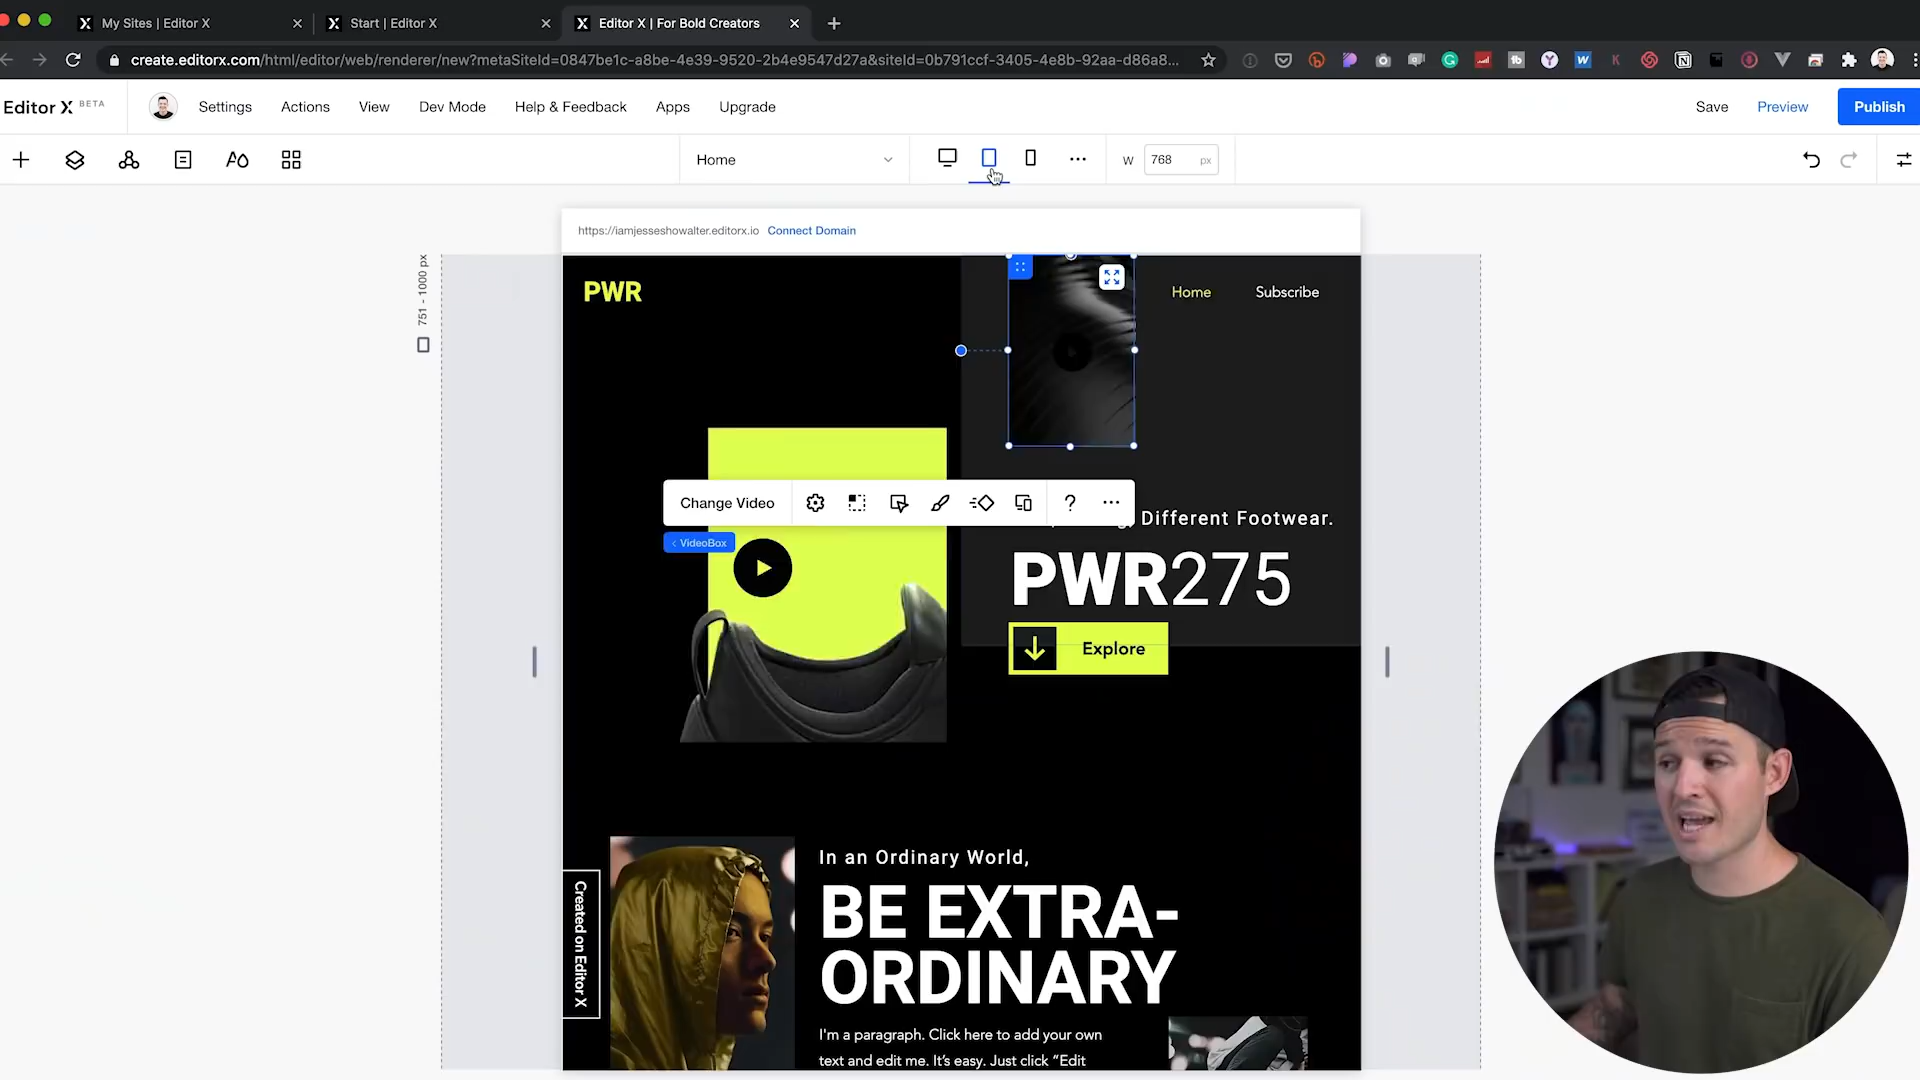 My Sites | Editor X
Start | Editor X
Editor X | For Bold Creators
create.editorx.com/html/editor/web/renderer/new?metaSiteId=0847be1c-a8be-4e39-9520-2b4e9547d27a&siteId=0b791ccf-3405-4e8b-92aa-d86a8...
Editor X BETA
Settings
Actions
View
Dev Mode
Help & Feedback
Apps
Upgrade
Save
Preview
Publish
Home
W
768
px
https://iamjesseshowalter.editorx.io
Connect Domain
751 - 1000 px
PWR
Home
Subscribe
Change Video
?
< VideoBox
Different Footwear.
PWR275
Explore
In an Ordinary World,
BE EXTRA-
ORDINARY
I'm a paragraph. Click here to add your own
text and edit me. It's easy. Just click “Edit
Created on Editor X